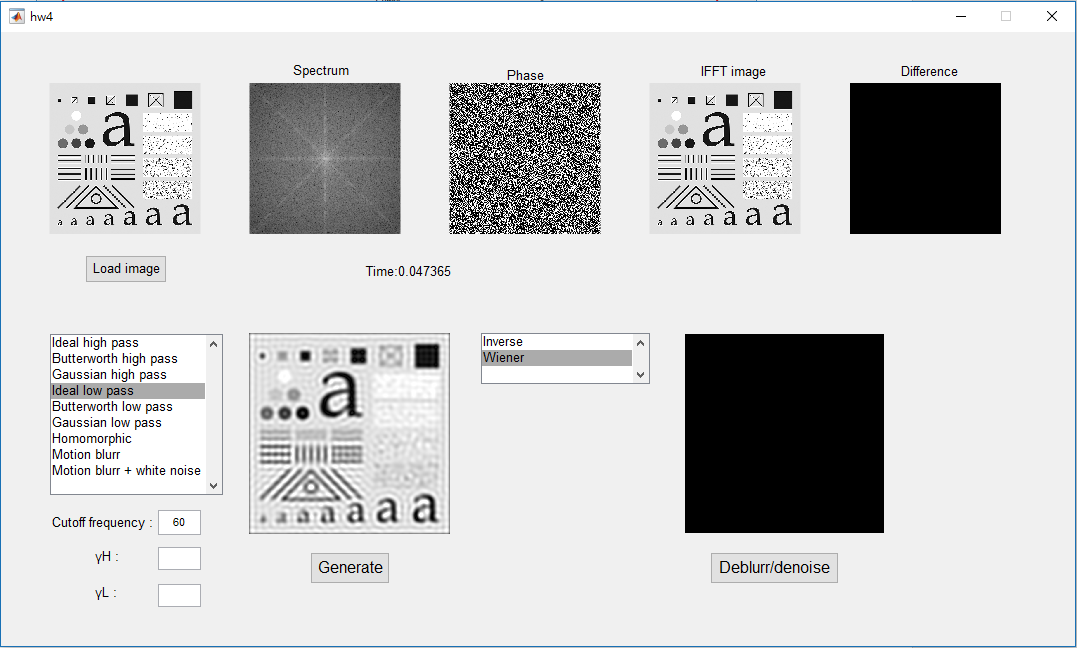 hw4
Spectrum
Phase
IFFT image
Difference
a
a a a a a a a
a
a a a a a a a
Load image
Time:0.047365
Ideal high pass
Butterworth high pass
Gaussian high pass
Ideal low pass
Butterworth low pass
Gaussian low pass
Homomorphic
Motion blurr
Motion blurr + white noise
Inverse
Wiener
a
a a a a a a a
Cutoff frequency : 60
γH :
γL :
Generate
Deblurr/denoise